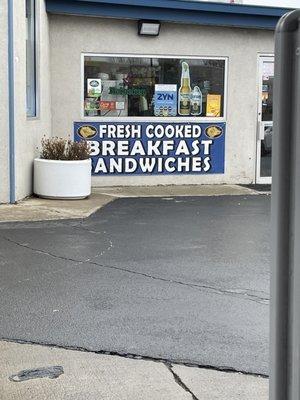 ZYN
FRESH COOKED
BREAKFAST
SANDWICHES